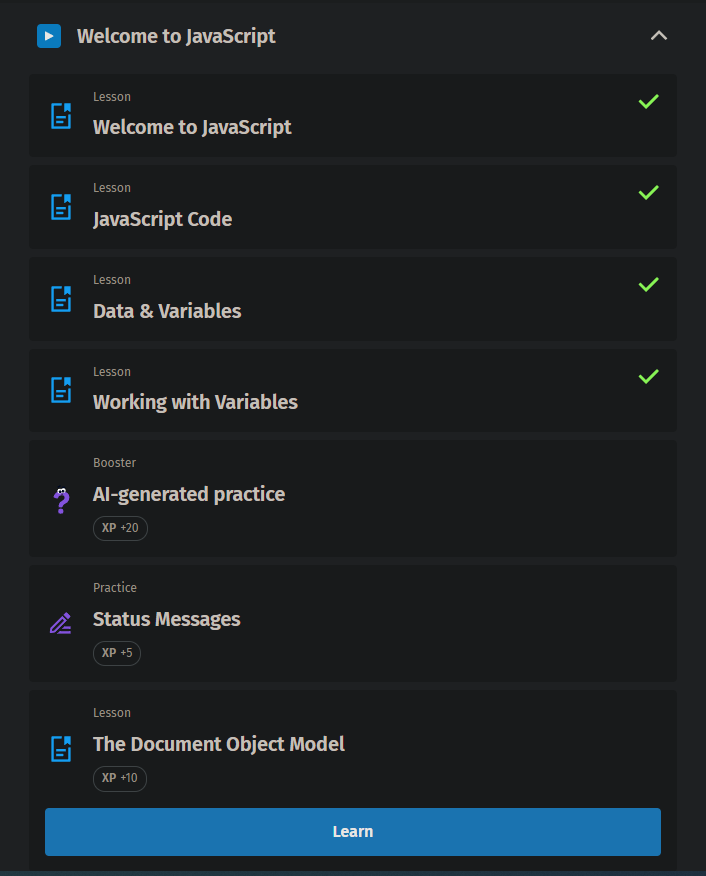 Welcome to JavaScript
Lesson
Welcome to JavaScript
Lesson
JavaScript Code
Lesson
Data & Variables
Lesson
Working with Variables
Booster
AI-generated practice
XP +20
Practice
Status Messages
XP +5
Lesson
The Document Object Model
XP +10
Learn